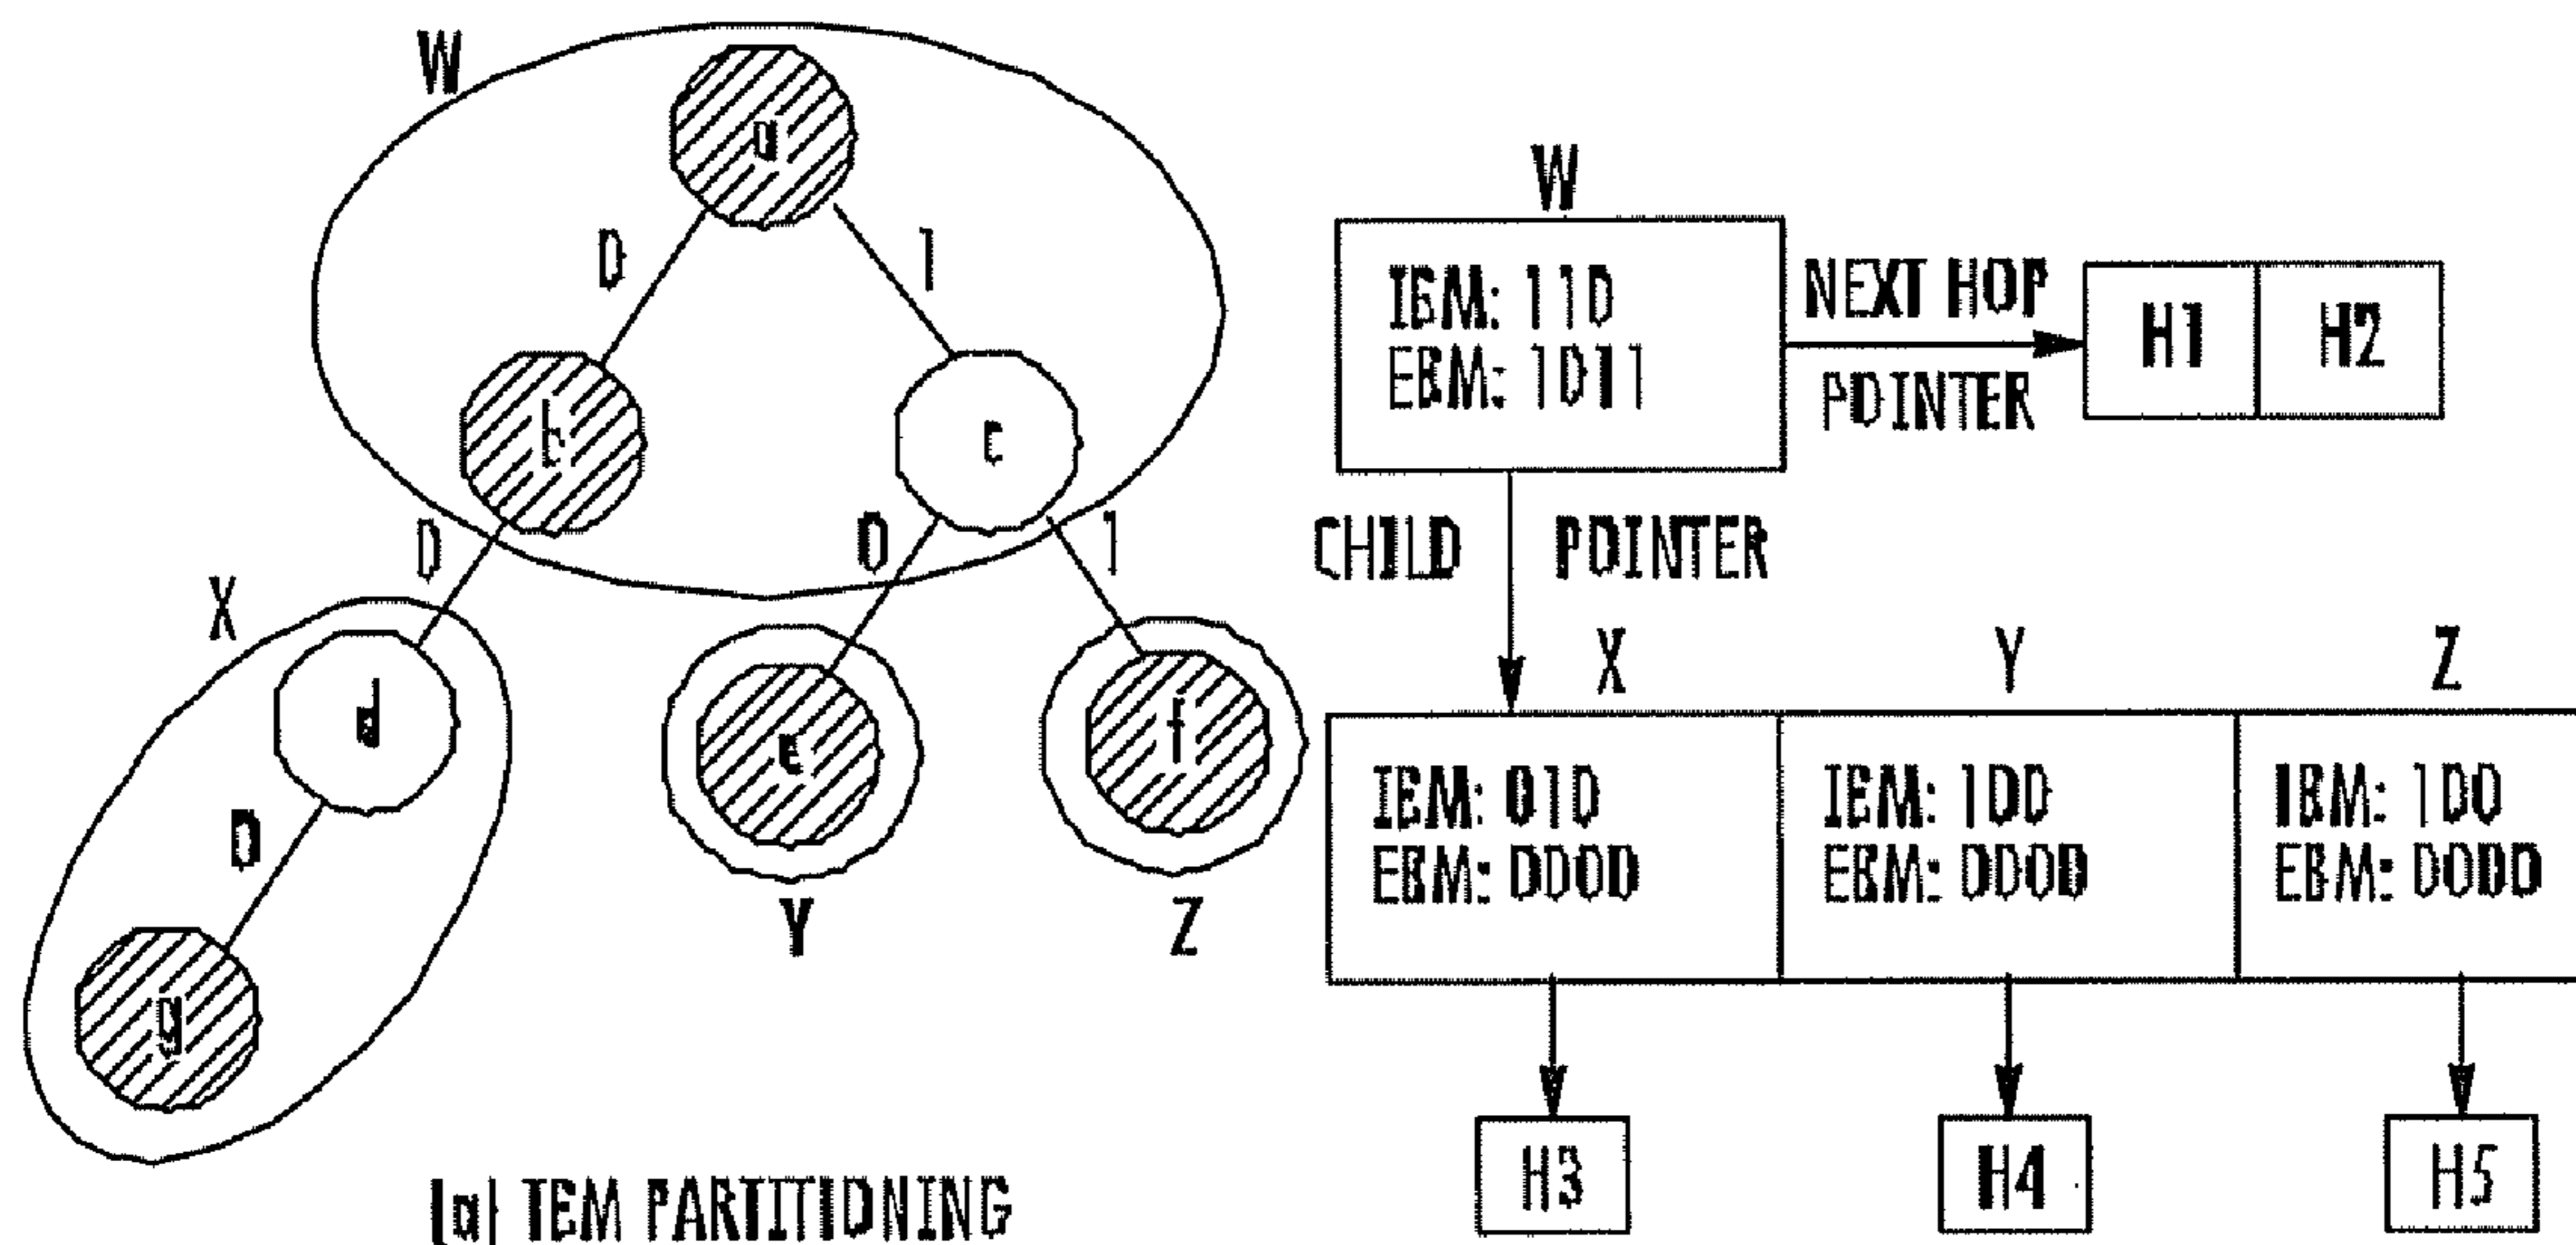 W
a
0
1
b
c
0
0
1
X
d
0
g
e
Y
f
Z
(a) TBM PARTITIONING
W
IBM: 110
EBM: 1011
NEXT HOP
POINTER
H1 H2
CHILD POINTER
X Y Z
IBM: 010 IBM: 100 IBM: 100
EBM: 0000 EBM: 0000 EBM: 0000
H3 H4 H5